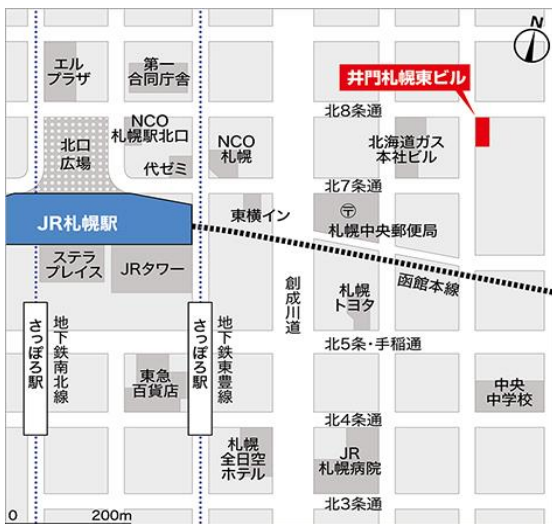 N
エル
プラザ
第一
合同庁舎
井門札幌東ビル
北8条通
北口
広場
NCO
札幌駅北口
代ゼミ
NCO
札幌
北海道ガス
本社ビル
北7条通
JR札幌駅
東横イン
〒
札幌中央郵便局
ステラ
プレイス
JRタワー
創成川道
札幌
トヨタ
函館本線
さっぽろ駅
地下鉄南北線
さっぽろ駅
地下鉄東豊線
北5条・手稲通
東急
百貨店
中央
中学校
北4条通
札幌
全日空
ホテル
JR
札幌病院
北3条通
0 200m